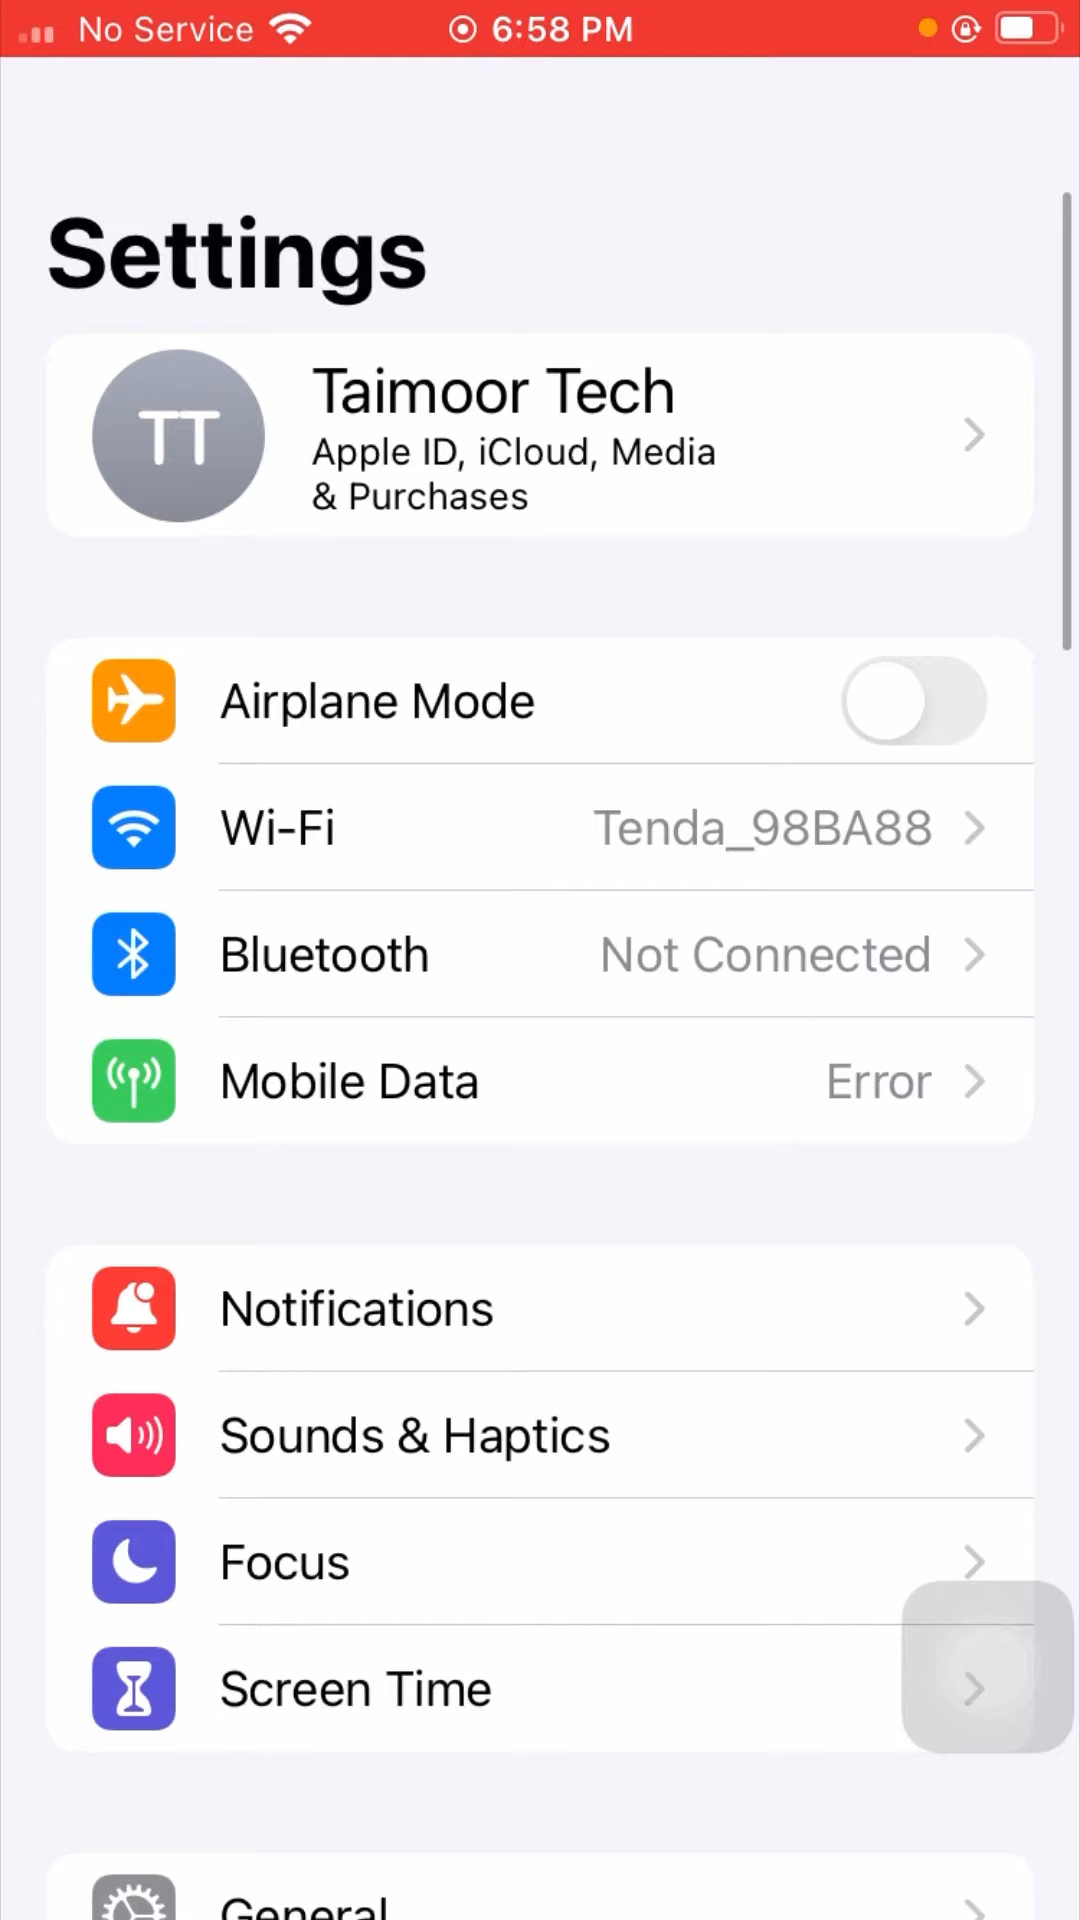 No Service 6:58 PM
Settings
TT
Taimoor Tech
Apple ID, iCloud, Media
& Purchases
Airplane Mode
Wi-Fi Tenda_98BA88
Bluetooth Not Connected
Mobile Data Error
Notifications
Sounds & Haptics
Focus
Screen Time
General